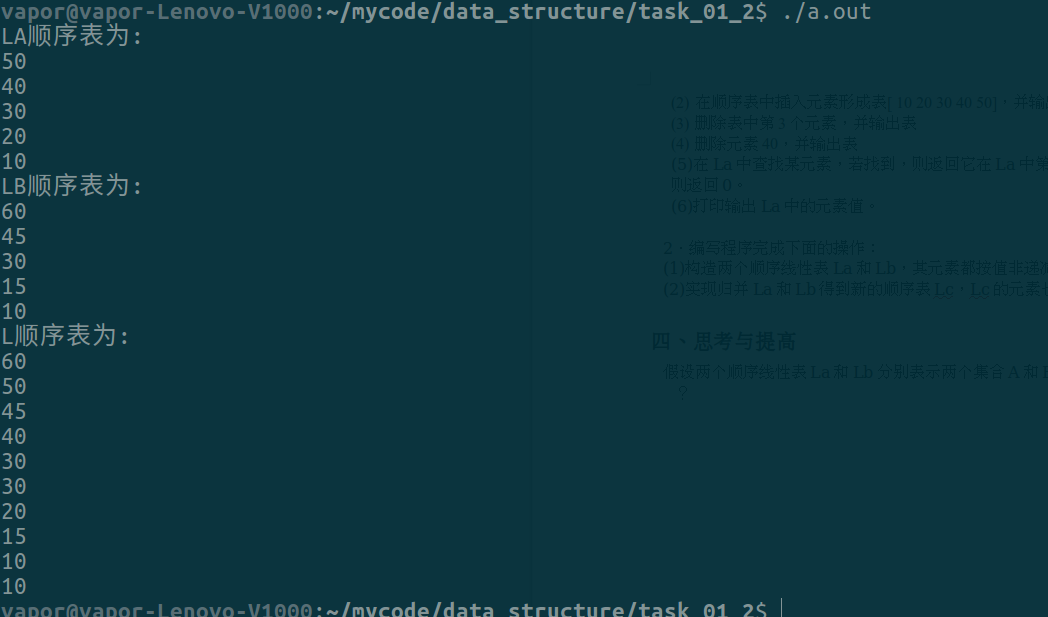 vapor@vapor-Lenovo-V1000:~/mycode/data_structure/task_01_2$ ./a.out
LA顺序表为:
50
40
30
20
10
LB顺序表为:
60
45
30
15
10
L顺序表为:
60
50
45
40
30
30
20
15
10
10
vapor@vapor-Lenovo-V1000:~/mycode/data_structure/task_01_2$
(2) 在顺序表中插入元素形成表[ 10 20 30 40 50]，并输出
(3) 删除表中第 3 个元素，并输出表
(4) 删除元素 40，并输出表
(5)在 La 中查找某元素，若找到，则返回它在 La 中第
则返回 0。
(6)打印输出 La 中的元素值。
2、编写程序完成下面的操作：
(1)构造两个顺序线性表 La 和 Lb，其元素都按值非递减
(2)实现归并 La 和 Lb 得到新的顺序表 Lc，Lc 的元素
四、思考与提高
假设两个顺序线性表 La 和 Lb 分别表示两个集合 A 和
？